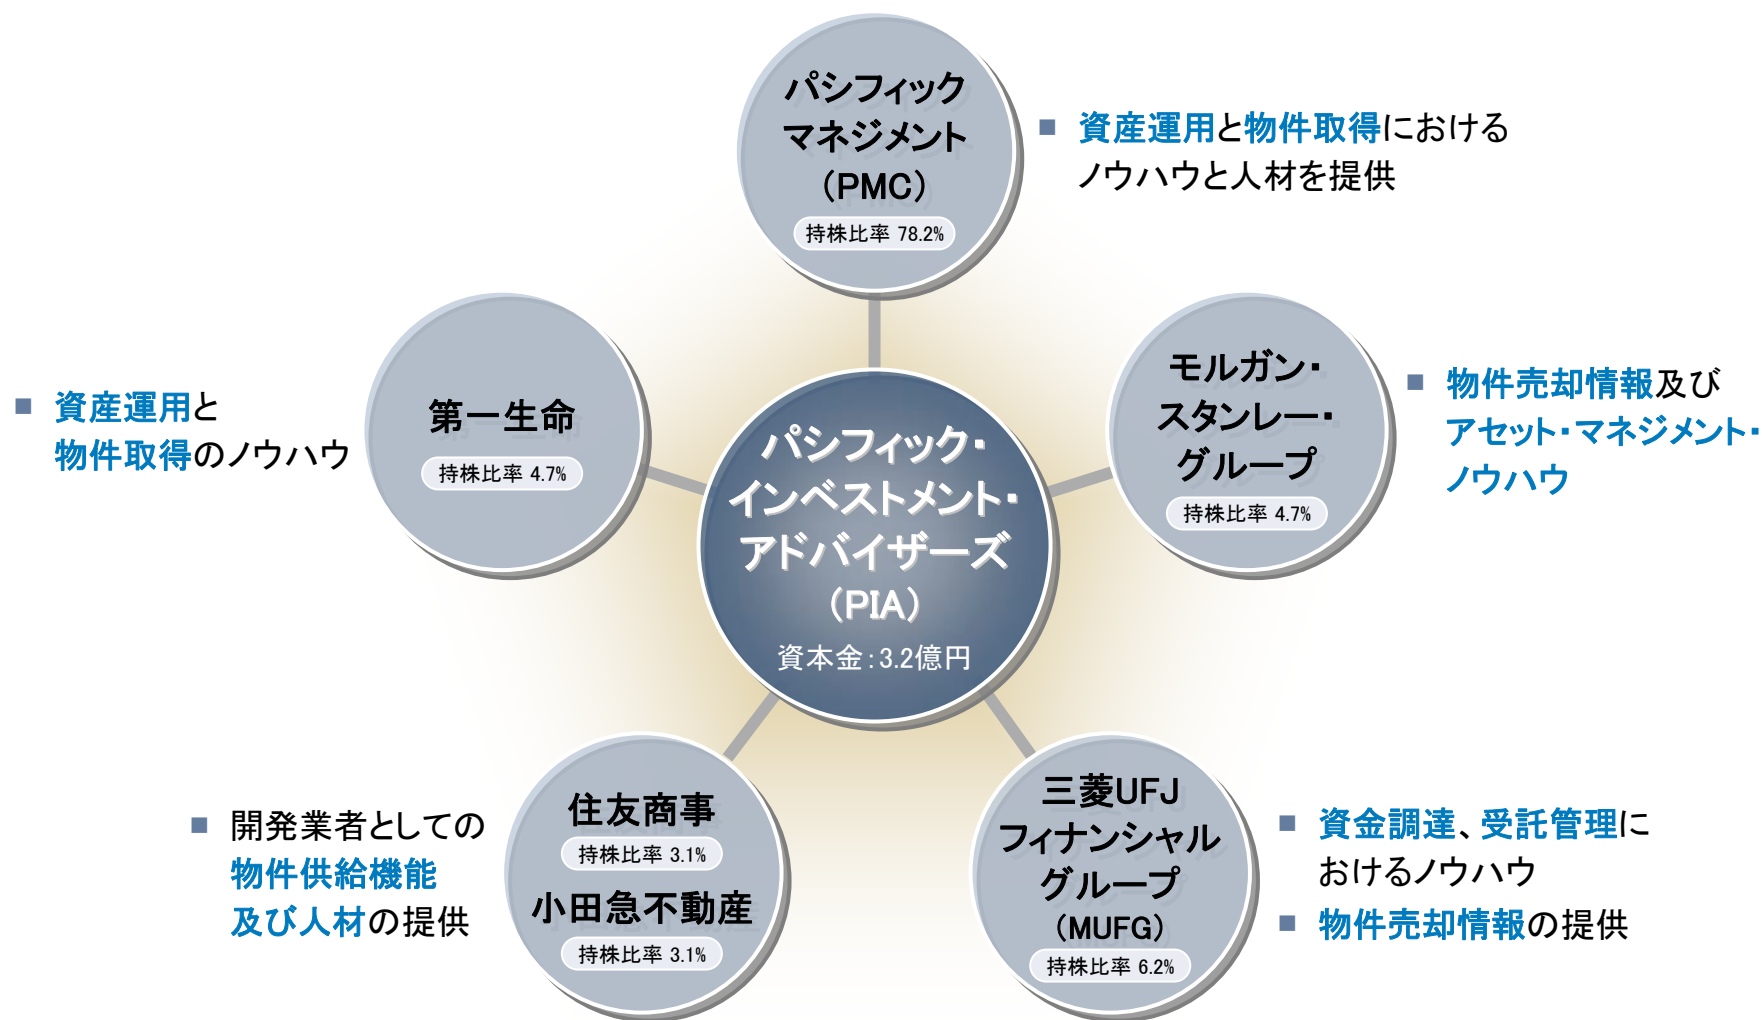 パシフィック
マネジメント
（PMC）
持株比率 78.2%
■ 資産運用と物件取得における
ノウハウと人材を提供
モルガン・
スタンレー・
グループ
持株比率 4.7%
■ 物件売却情報及び
アセット・マネジメント・
ノウハウ
■ 資産運用と
物件取得のノウハウ
第一生命
持株比率 4.7%
パシフィック・
インベストメント・
アドバイザーズ
（PIA）
資本金：3.2億円
■ 開発業者としての
物件供給機能
及び人材の提供
住友商事
持株比率 3.1%
小田急不動産
持株比率 3.1%
三菱UFJ
フィナンシャル
グループ
（MUFG）
持株比率 6.2%
■ 資金調達、受託管理に
おけるノウハウ
■ 物件売却情報の提供